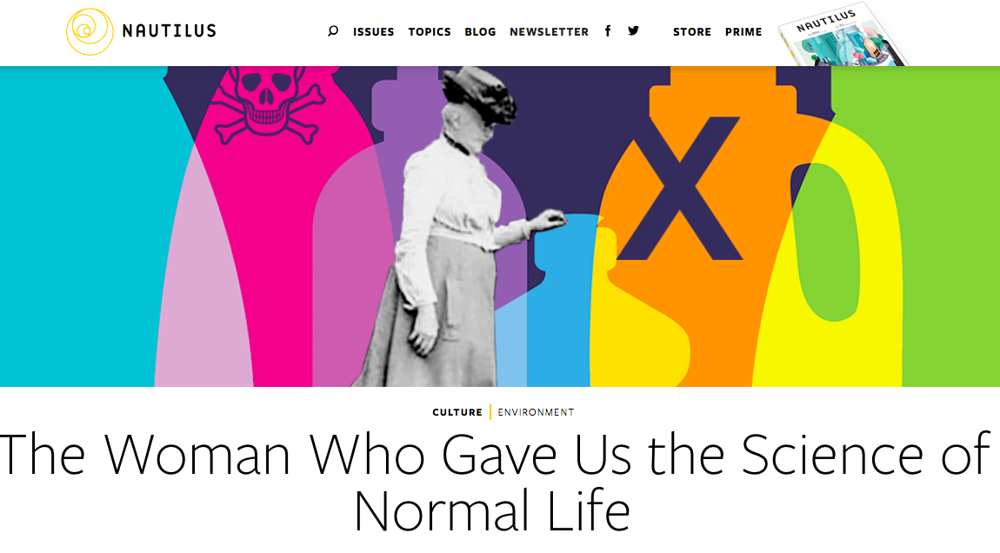 NAUTILUS
ISSUES TOPICS BLOG NEWSLETTER STORE PRIME
NAUTILUS
X
CULTURE | ENVIRONMENT
The Woman Who Gave Us the Science of
Normal Life